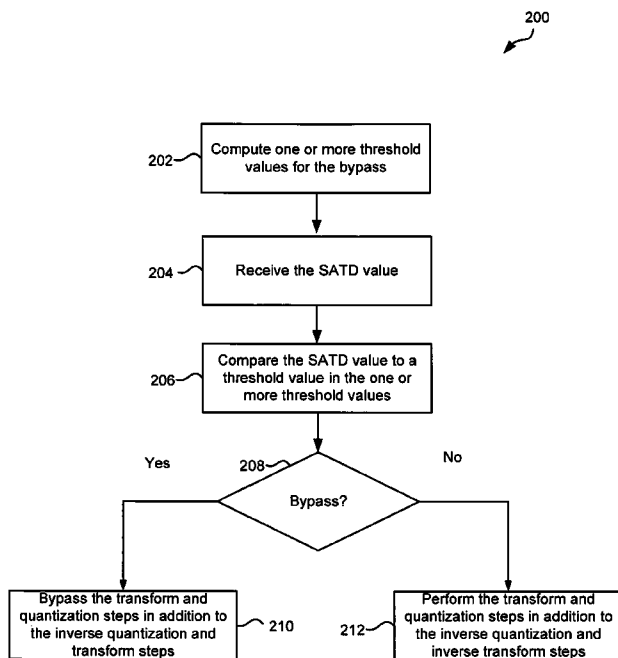 200
202
Compute one or more threshold
values for the bypass
204
Receive the SATD value
206
Compare the SATD value to a
threshold value in the one or
more threshold values
Yes
208
No
Bypass?
Bypass the transform and
quantization steps in addition to
the inverse quantization and
transform steps
210
212
Perform the transform and
quantization steps in addition to
the inverse quantization and
inverse transform steps